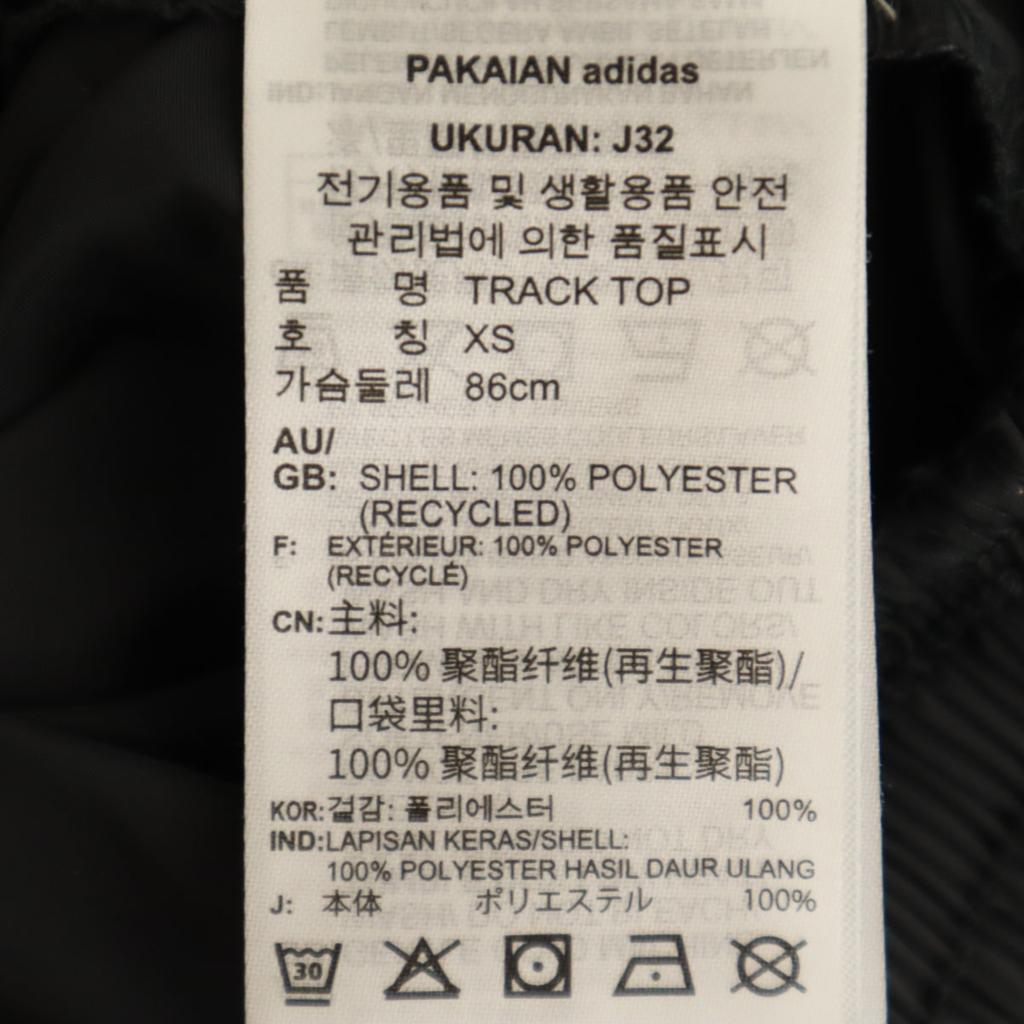 PAKAIAN adidas
UKURAN: J32
전기용품 및 생활용품 안전
관리법에 의한 품질표시
품 명 TRACK TOP
호 칭 XS
가슴둘레 86cm
AU/
GB: SHELL: 100% POLYESTER
(RECYCLED)
F: EXTÉRIEUR: 100% POLYESTER
(RECYCLÉ)
CN: 主料:
100% 聚酯纤维(再生聚酯)/
口袋里料:
100% 聚酯纤维(再生聚酯)
KOR: 겉감: 폴리에스터 100%
IND: LAPISAN KERAS/SHELL:
100% POLYESTER HASIL DAUR ULANG
J: 本体 ポリエステル 100%
30